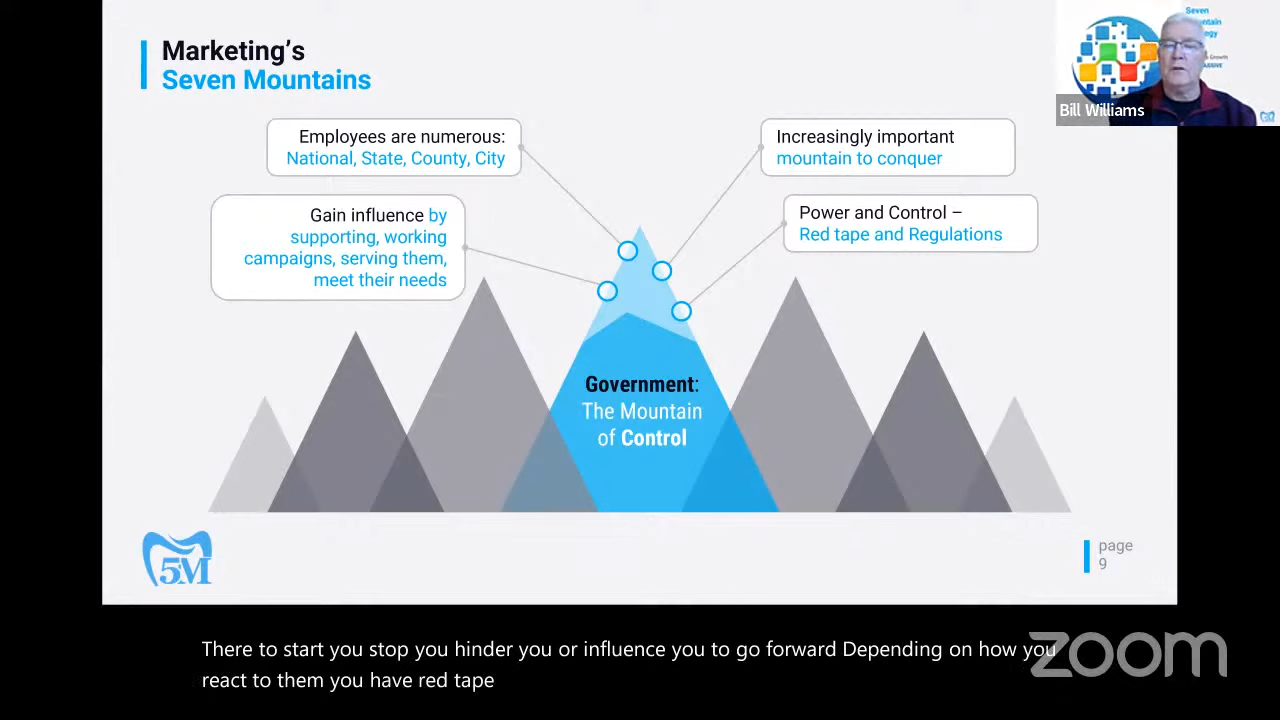 Marketing's
Seven Mountains
Employees are numerous:
National, State, County, City
Gain influence by
supporting, working
campaigns, serving them,
meet their needs
Increasingly important
mountain to conquer
Power and Control –
Red tape and Regulations
Government:
The Mountain
of Control
5M
page
9
Seven
Growth
Bill Williams
There to start you stop you hinder you or influence you to go forward Depending on how you
react to them you have red tape
zoom